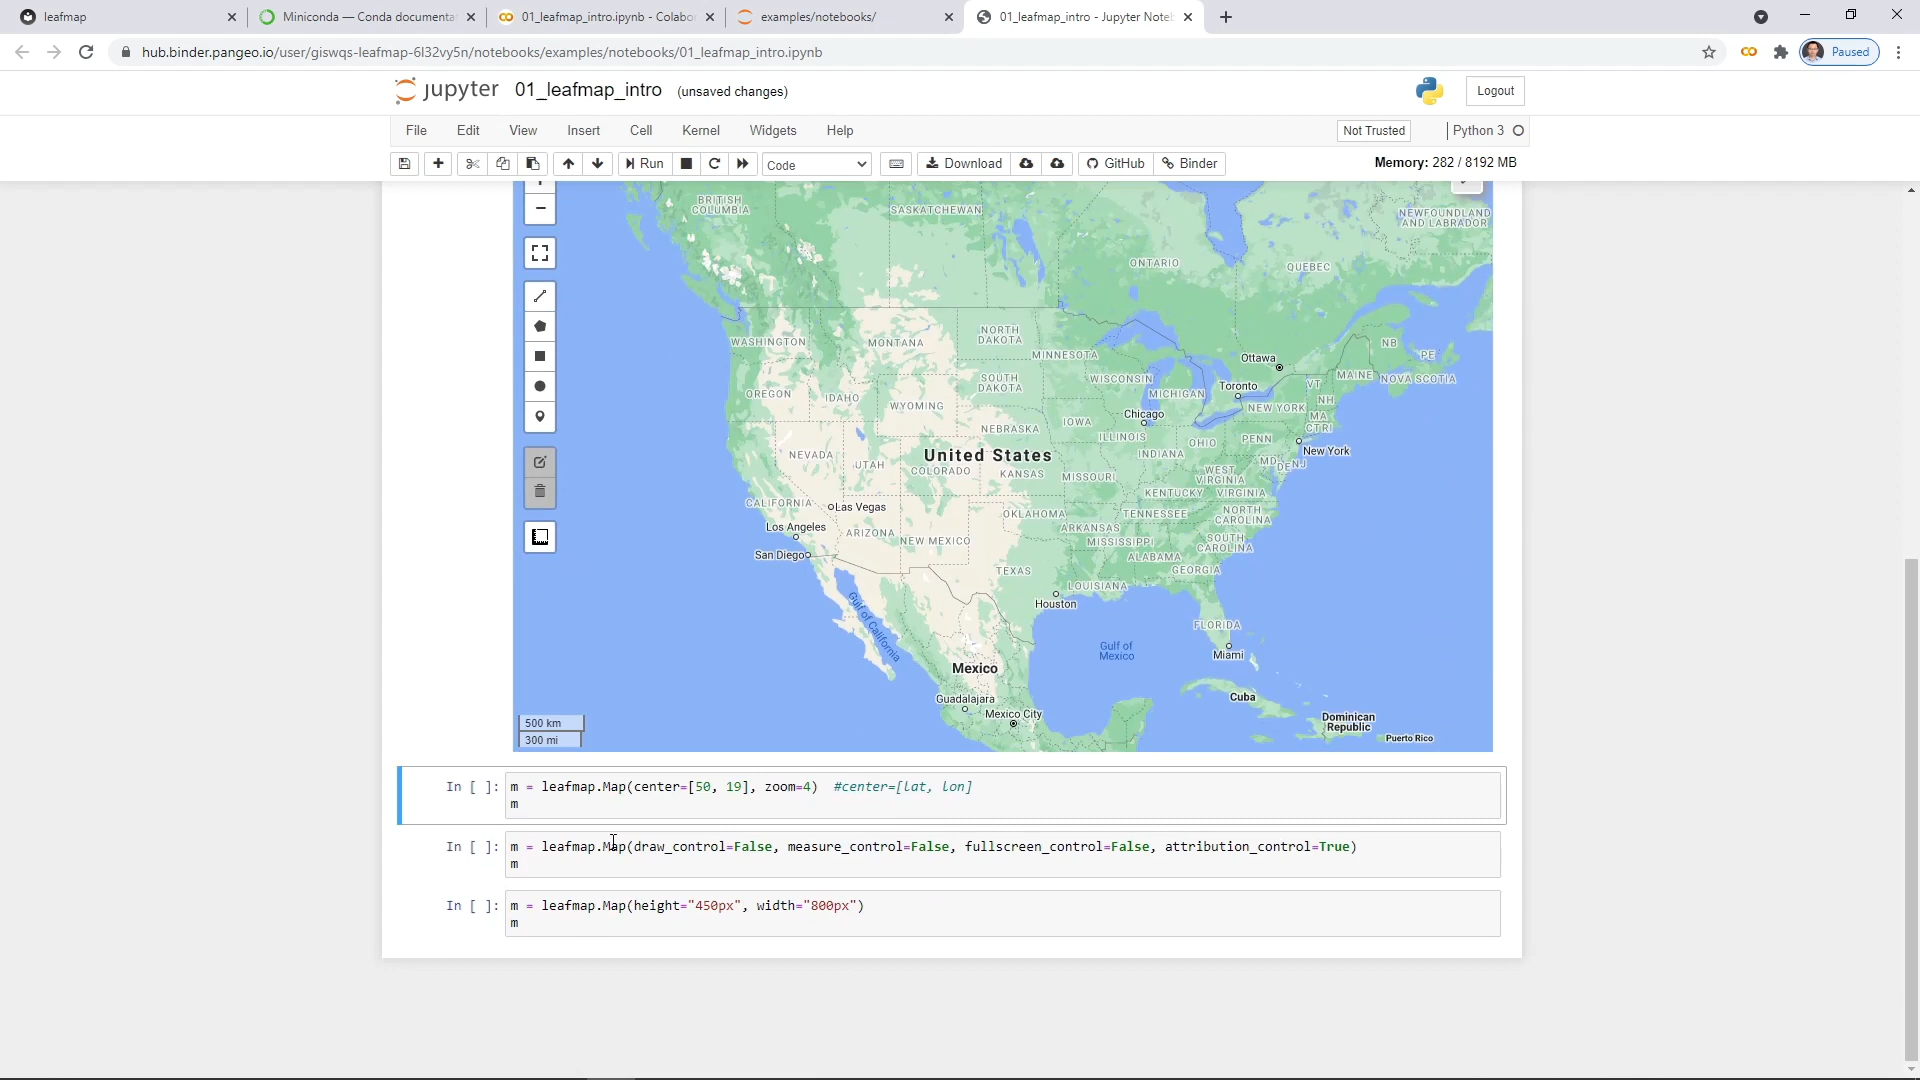 leafmap
Miniconda — Conda documenta
01_leafmap_intro.ipynb - Colabo
examples/notebooks/
01_leafmap_intro - Jupyter Note
hub.binder.pangeo.io/user/giswqs-leafmap-6l32vy5n/notebooks/examples/notebooks/01_leafmap_intro.ipynb
Paused
jupyter 01_leafmap_intro (unsaved changes)
Logout
File Edit View Insert Cell Kernel Widgets Help
Not Trusted
Python 3
Run
Code
Download
GitHub
Binder
Memory: 282 / 8192 MB
BRITISH
COLUMBIA
SASKATCHEWAN
NEWFOUNDLAND
AND LABRADOR
ONTARIO
QUEBEC
WASHINGTON
MONTANA
NORTH
DAKOTA
MINNESOTA
Ottawa
NB
PE
MAINE
NOVA SCOTIA
OREGON
IDAHO
WYOMING
SOUTH
DAKOTA
WISCONSIN
MICHIGAN
Toronto
VT
NH
NEW YORK
MA
CT RI
Chicago
NEBRASKA
IOWA
ILLINOIS
INDIANA
OHIO
PENN
New York
NEVADA
UTAH
United States
COLORADO
KANSAS
MISSOURI
WEST
VIRGINIA
MD
DE NJ
KENTUCKY
VIRGINIA
CALIFORNIA
Las Vegas
Los Angeles
ARIZONA
NEW MEXICO
OKLAHOMA
ARKANSAS
TENNESSEE
NORTH
CAROLINA
MISSISSIPPI
SOUTH
CAROLINA
San Diego
ALABAMA
GEORGIA
TEXAS
LOUISIANA
Houston
FLORIDA
Gulf of California
Gulf of
Mexico
Miami
Mexico
Guadalajara
Mexico City
Cuba
Dominican
Republic
Puerto Rico
500 km
300 mi
In [ ]: m = leafmap.Map(center=[50, 19], zoom=4)  #center=[lat, lon]
m
In [ ]: m = leafmap.Map(draw_control=False, measure_control=False, fullscreen_control=False, attribution_control=True)
m
In [ ]: m = leafmap.Map(height="450px", width="800px")
m